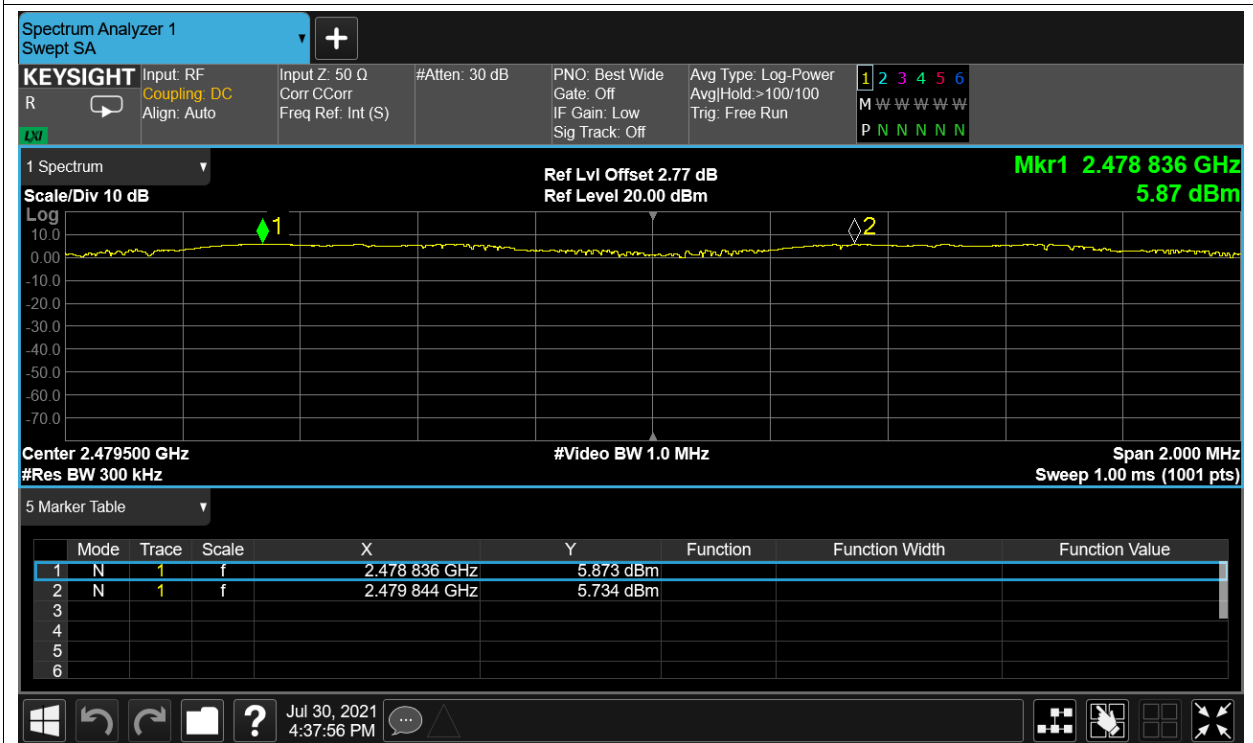 Spectrum Analyzer 1
Swept SA
KEYSIGHT Input: RF Input Z: 50 Ω #Atten: 30 dB PNO: Best Wide Avg Type: Log-Power 1 2 3 4 5 6
R Coupling: DC Corr CCorr Gate: Off Avg|Hold:>100/100 M W W W W W
Align: Auto Freq Ref: Int (S) IF Gain: Low Trig: Free Run
LXI Sig Track: Off P N N N N N
1 Spectrum Ref Lvl Offset 2.77 dB Mkr1 2.478 836 GHz
Scale/Div 10 dB Ref Level 20.00 dBm 5.87 dBm
Log
1 2
10.0
0.00
-10.0
-20.0
-30.0
-40.0
-50.0
-60.0
-70.0
Center 2.479500 GHz #Video BW 1.0 MHz Span 2.000 MHz
#Res BW 300 kHz Sweep 1.00 ms (1001 pts)
5 Marker Table
Mode Trace Scale X Y Function Function Width Function Value
1 N 1 f 2.478 836 GHz 5.873 dBm
2 N 1 f 2.479 844 GHz 5.734 dBm
3
4
5
6
? Jul 30, 2021
4:37:56 PM